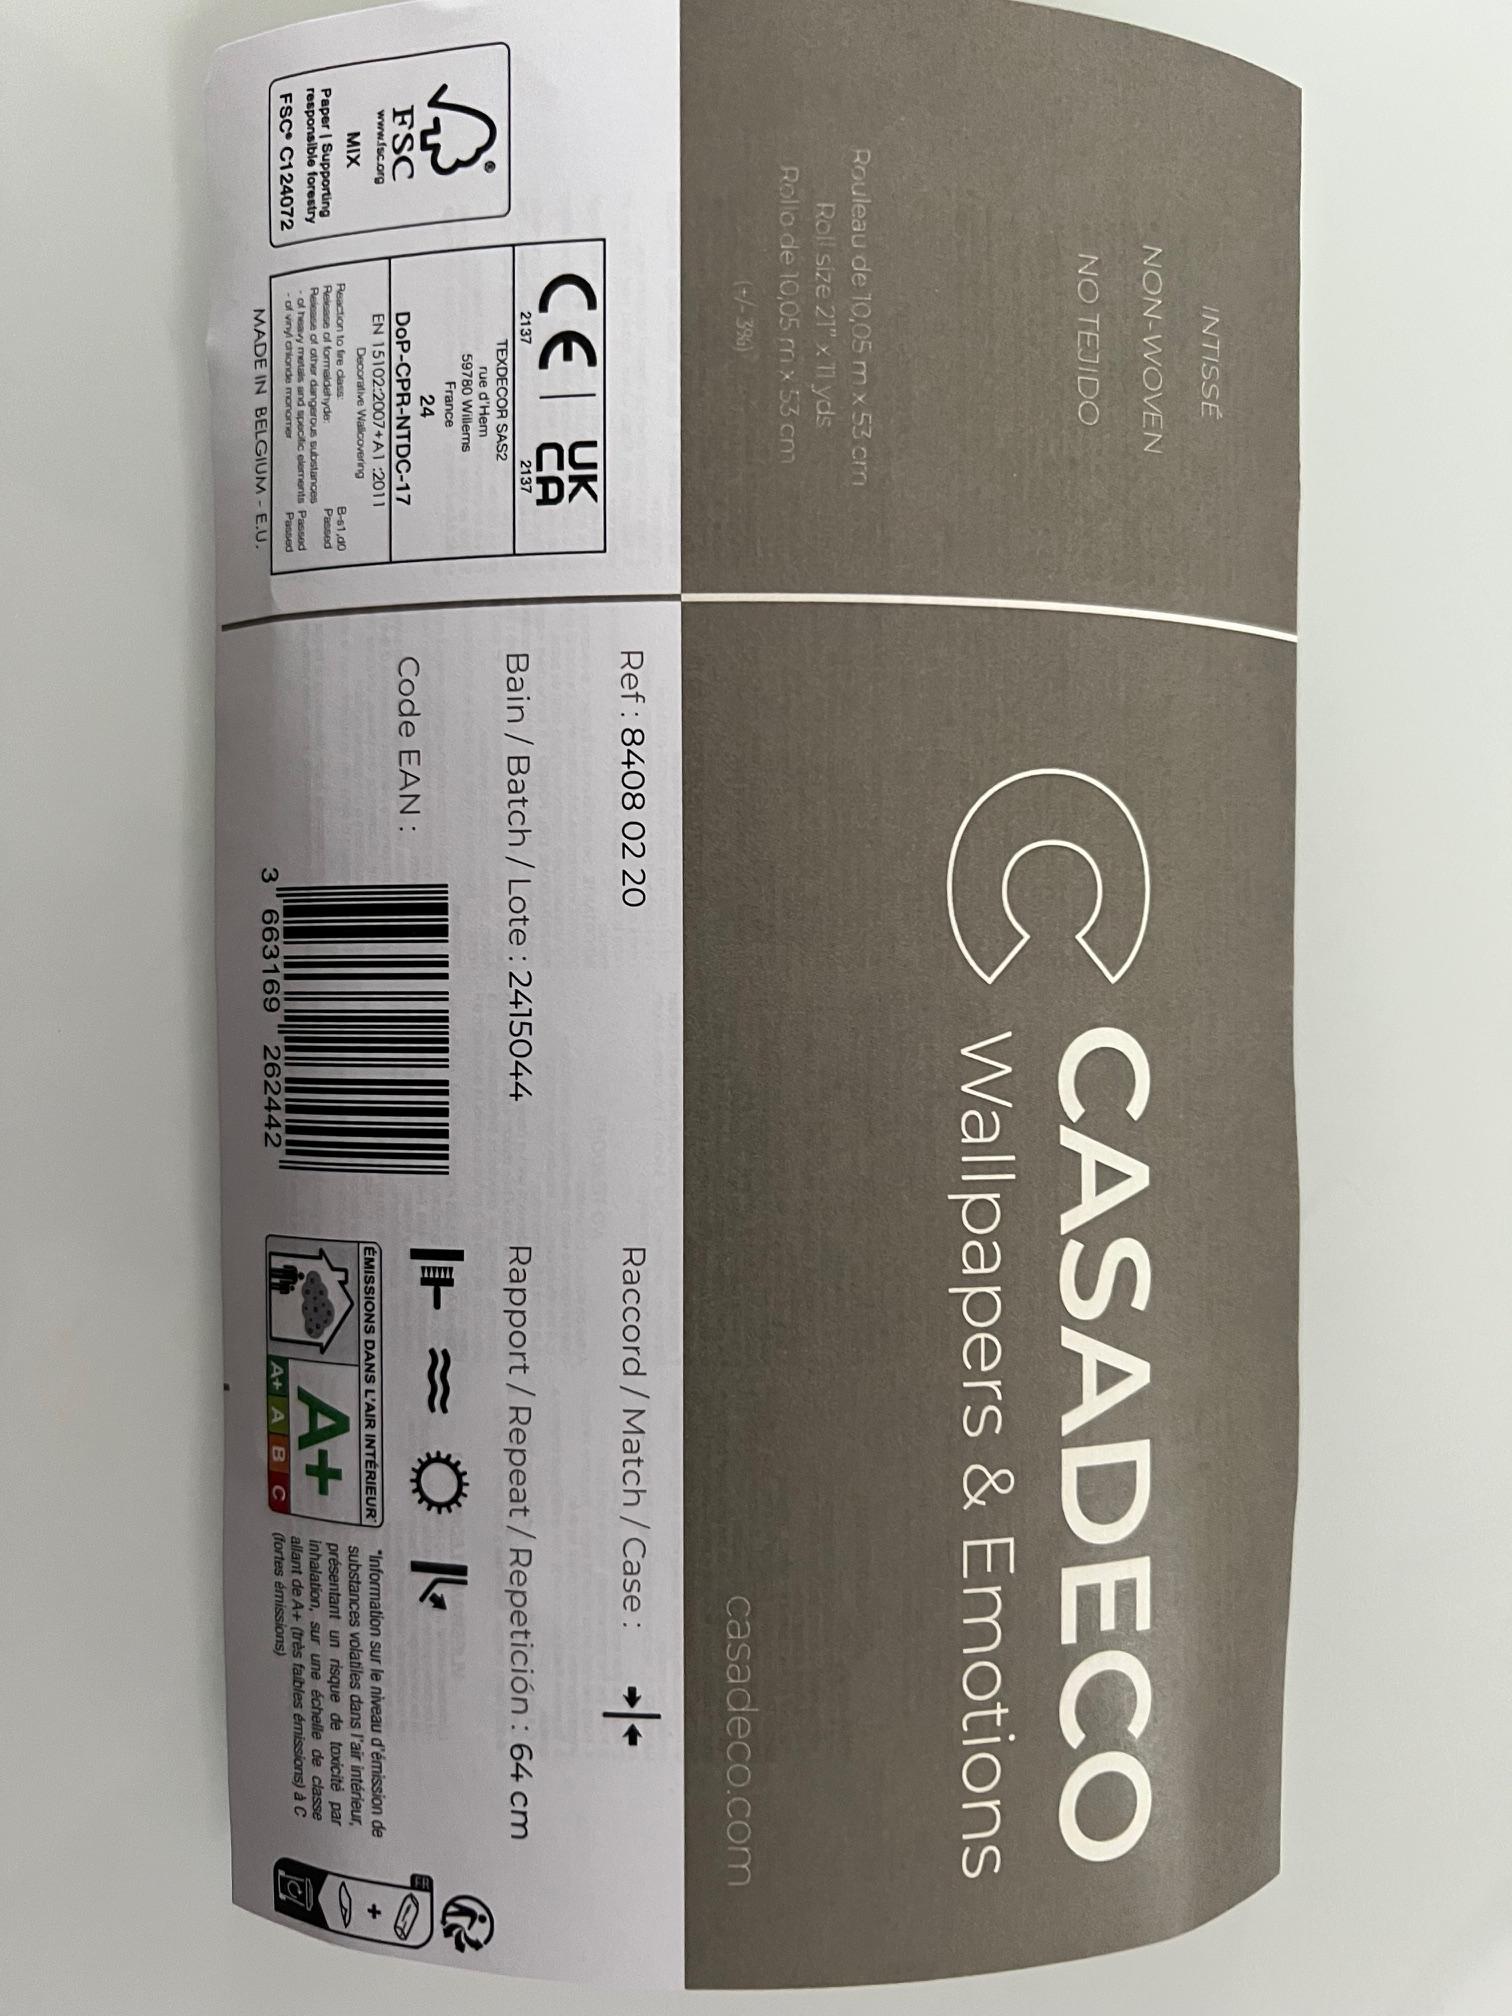 INTISSÉ
NON-WOVEN
NO TEJIDO
Rouleau de 10,05 m x 53 cm
Roll size 21" x 11 yds
Rollo de 10,05 m x 53 cm
(+/- 3%)
C
CASADECO
Wallpapers & Emotions
casadeco.com
FSC
www.fsc.org
MIX
Paper | Supporting
responsible forestry
FSC® C124072
CE | UK
CA
2137 2137
TEXDECOR SAS2
rue d'Hem
59780 Willems
France
24
DoP-CPR-NTDC-17
EN 15102:2007+A1 :2011
Decorative Wallcovering
Reaction to fire class: B-s1,d0
Release of formaldehyde: Passed
Release of other dangerous substances
- of heavy metals and specific elements Passed
- of vinyl chloride monomer Passed
MADE IN BELGIUM - E.U.
Ref : 8408 02 20
Raccord / Match / Case :
Bain / Batch / Lote : 2415044
Rapport / Repeat / Repetición : 64 cm
Code EAN :
3 663169 262442
ÉMISSIONS DANS L'AIR INTÉRIEUR*
A+
A+ A B C
*Information sur le niveau d'émission de
substances volatiles dans l'air intérieur,
présentant un risque de toxicité par
inhalation, sur une échelle de classe
allant de A+ (très faibles émissions) à C
(fortes émissions)
FR
+